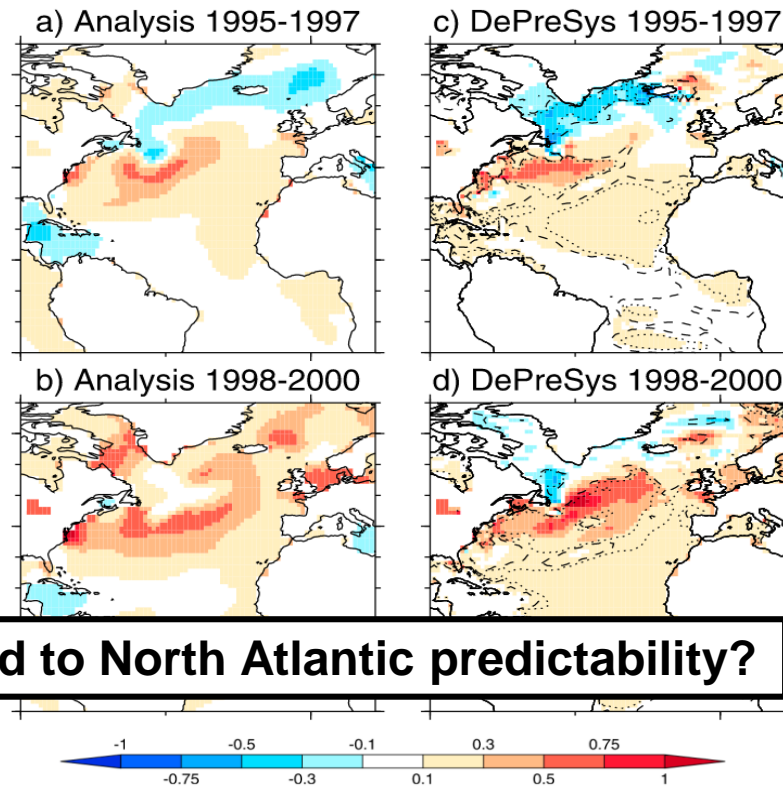 a) Analysis 1995-1997
c) DePreSys 1995-1997
b) Analysis 1998-2000
d) DePreSys 1998-2000
d to North Atlantic predictability?
-1 -0.5 -0.1 0.3 0.75
-0.75 -0.3 0.1 0.5 1